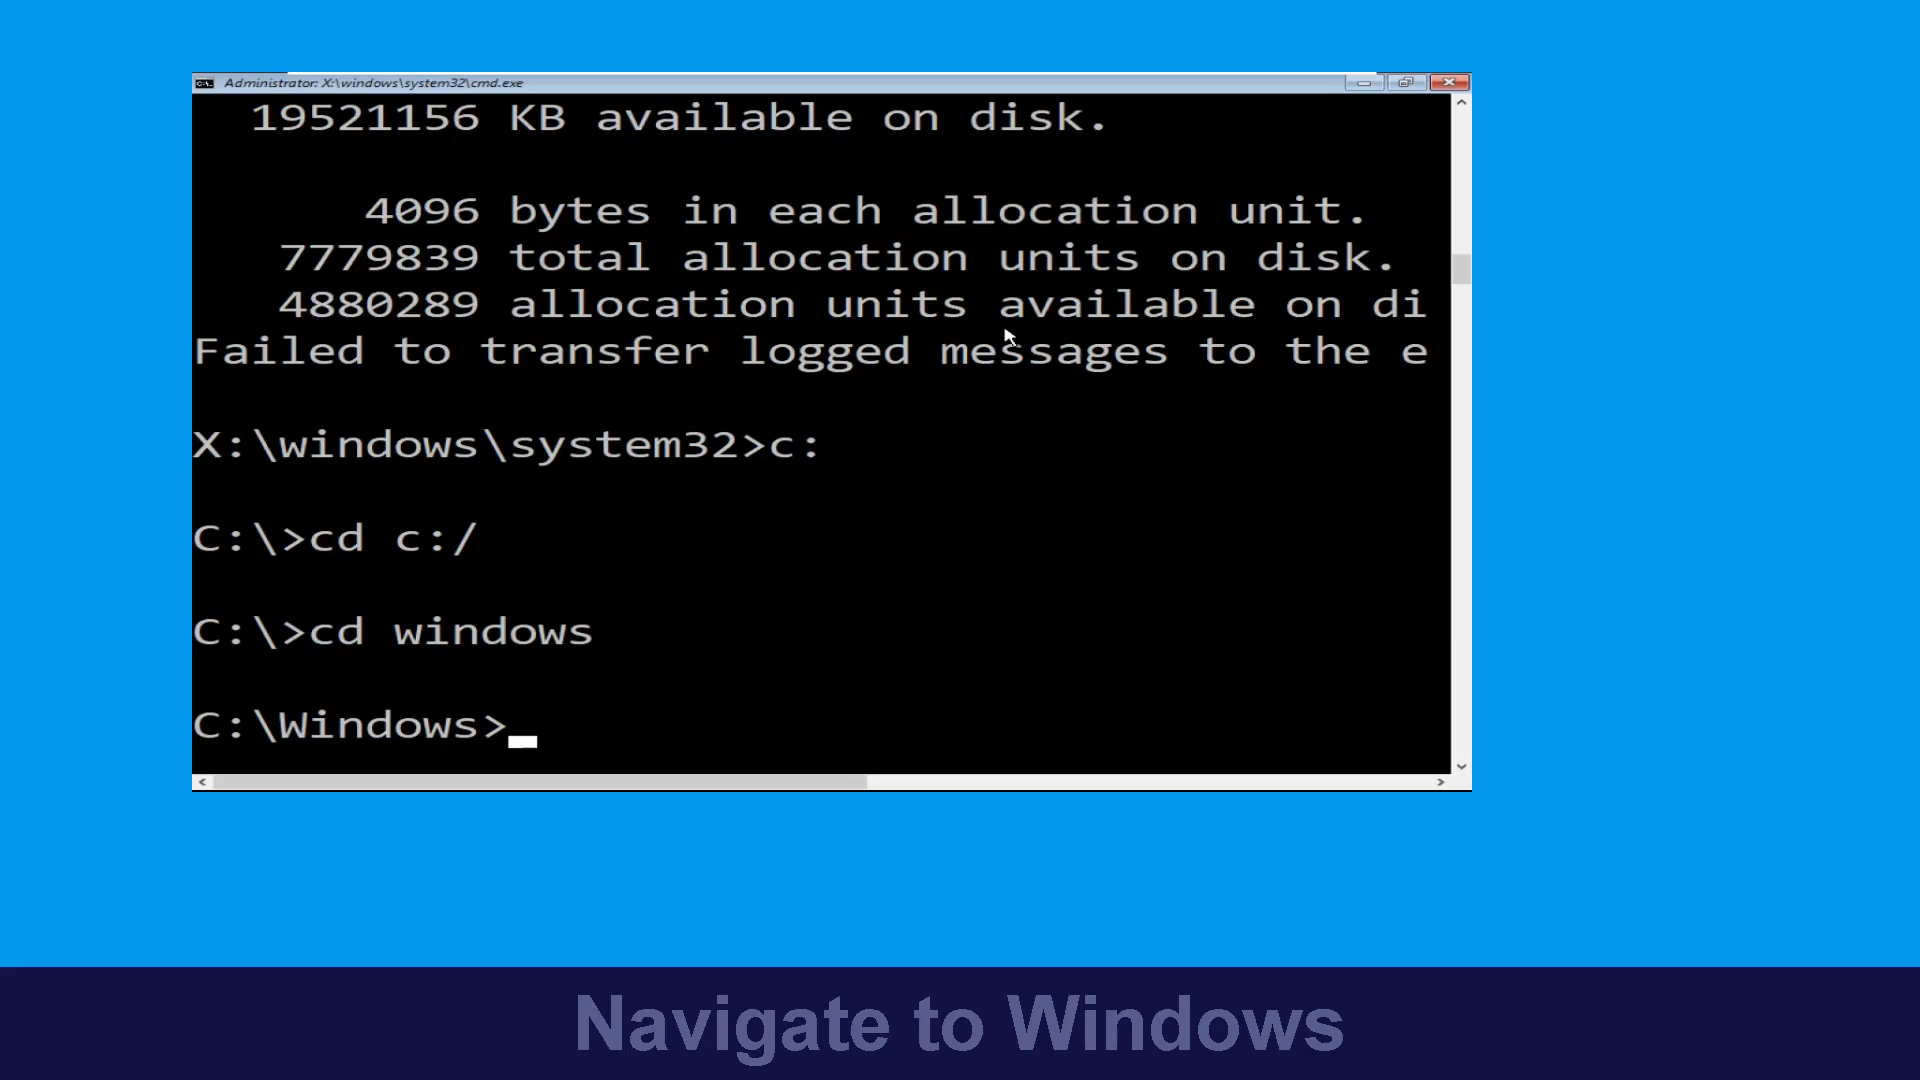 Administrator: X:\windows\system32\cmd.exe
19521156 KB available on disk.
4096 bytes in each allocation unit.
7779839 total allocation units on disk.
4880289 allocation units available on di
Failed to transfer logged messages to the e
X:\windows\system32>c:
C:\>cd c:/
C:\>cd windows
C:\Windows>
Navigate to Windows